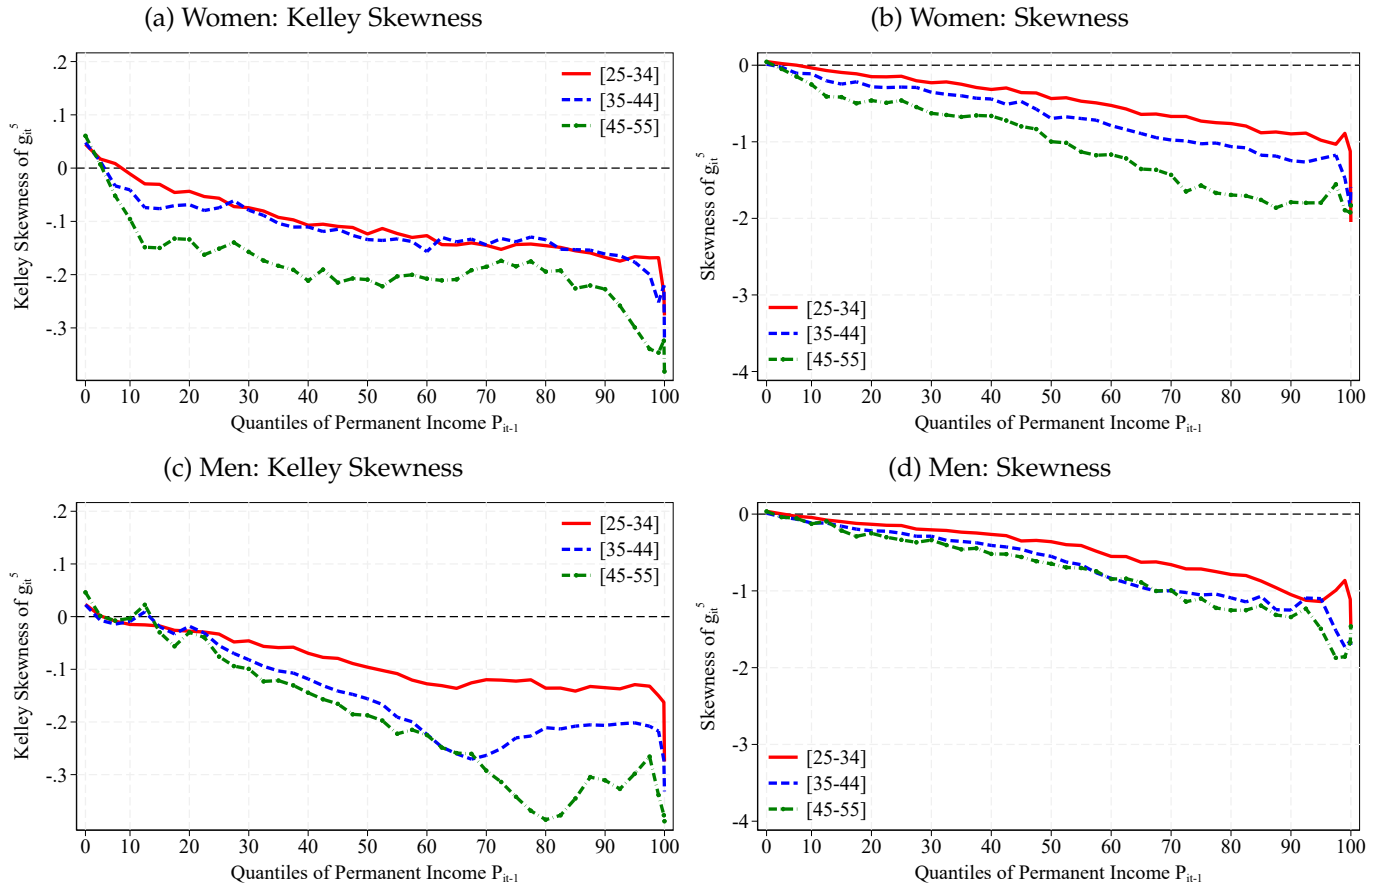 (a) Women: Kelley Skewness
Kelley Skewness of g_it^5
.2
.1
0
-.1
-.2
-.3
[25-34]
[35-44]
[45-55]
0 10 20 30 40 50 60 70 80 90 100
Quantiles of Permanent Income P_it-1
(b) Women: Skewness
Skewness of g_it^5
0
-1
-2
-3
-4
[25-34]
[35-44]
[45-55]
0 10 20 30 40 50 60 70 80 90 100
Quantiles of Permanent Income P_it-1
(c) Men: Kelley Skewness
Kelley Skewness of g_it^5
.2
.1
0
-.1
-.2
-.3
[25-34]
[35-44]
[45-55]
0 10 20 30 40 50 60 70 80 90 100
Quantiles of Permanent Income P_it-1
(d) Men: Skewness
Skewness of g_it^5
0
-1
-2
-3
-4
[25-34]
[35-44]
[45-55]
0 10 20 30 40 50 60 70 80 90 100
Quantiles of Permanent Income P_it-1